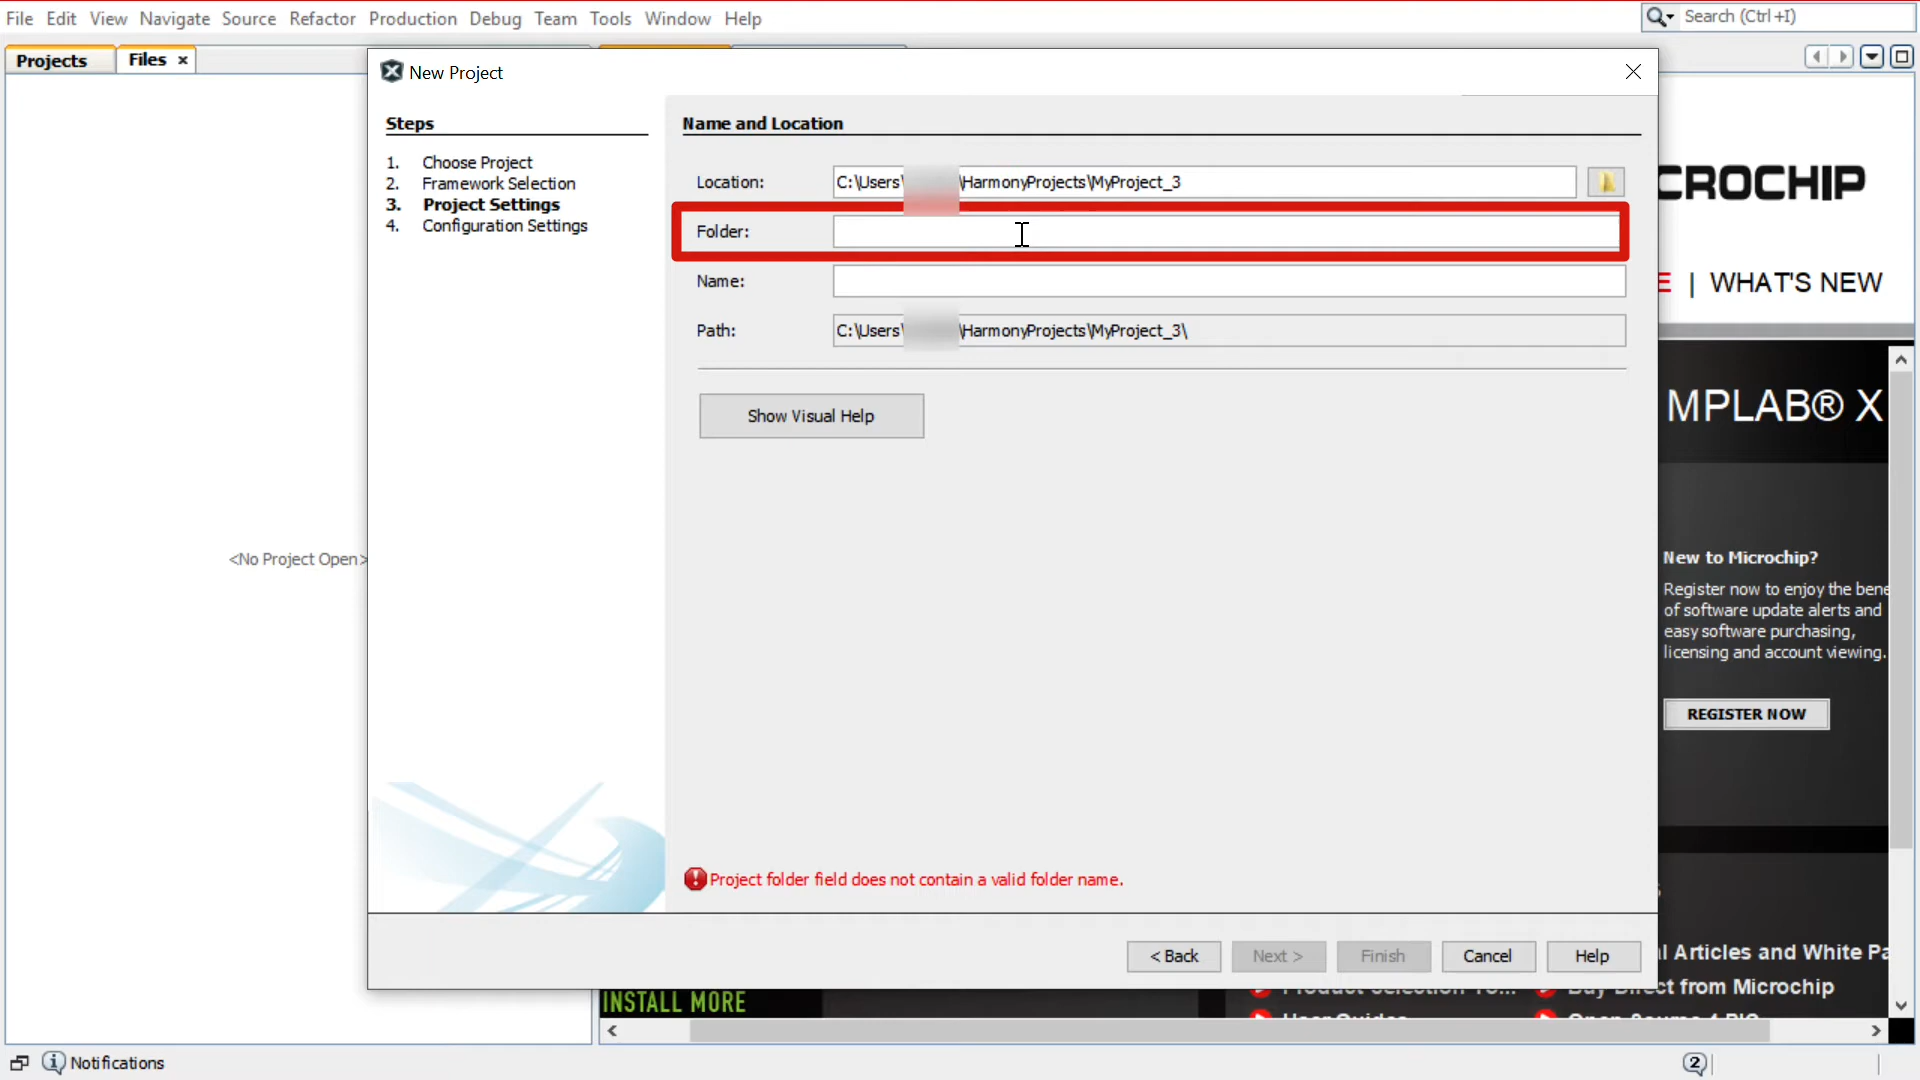 File Edit View Navigate Source Refactor Production Debug Team Tools Window Help
Search (Ctrl+I)
Projects
Files ×
New Project
Steps
1. Choose Project
2. Framework Selection
3. Project Settings
4. Configuration Settings
Name and Location
Location: C:\Users\ \HarmonyProjects\MyProject_3
Folder:
Name:
Path: C:\Users\ \HarmonyProjects\MyProject_3\
Show Visual Help
Project folder field does not contain a valid folder name.
< Back
Next >
Finish
Cancel
Help
<No Project Open>
CROCHIP
E | WHAT'S NEW
MPLAB® X
New to Microchip?
Register now to enjoy the bene
of software update alerts and
easy software purchasing,
licensing and account viewing.
REGISTER NOW
l Articles and White Pa
Buy Direct from Microchip
INSTALL MORE
Notifications
2